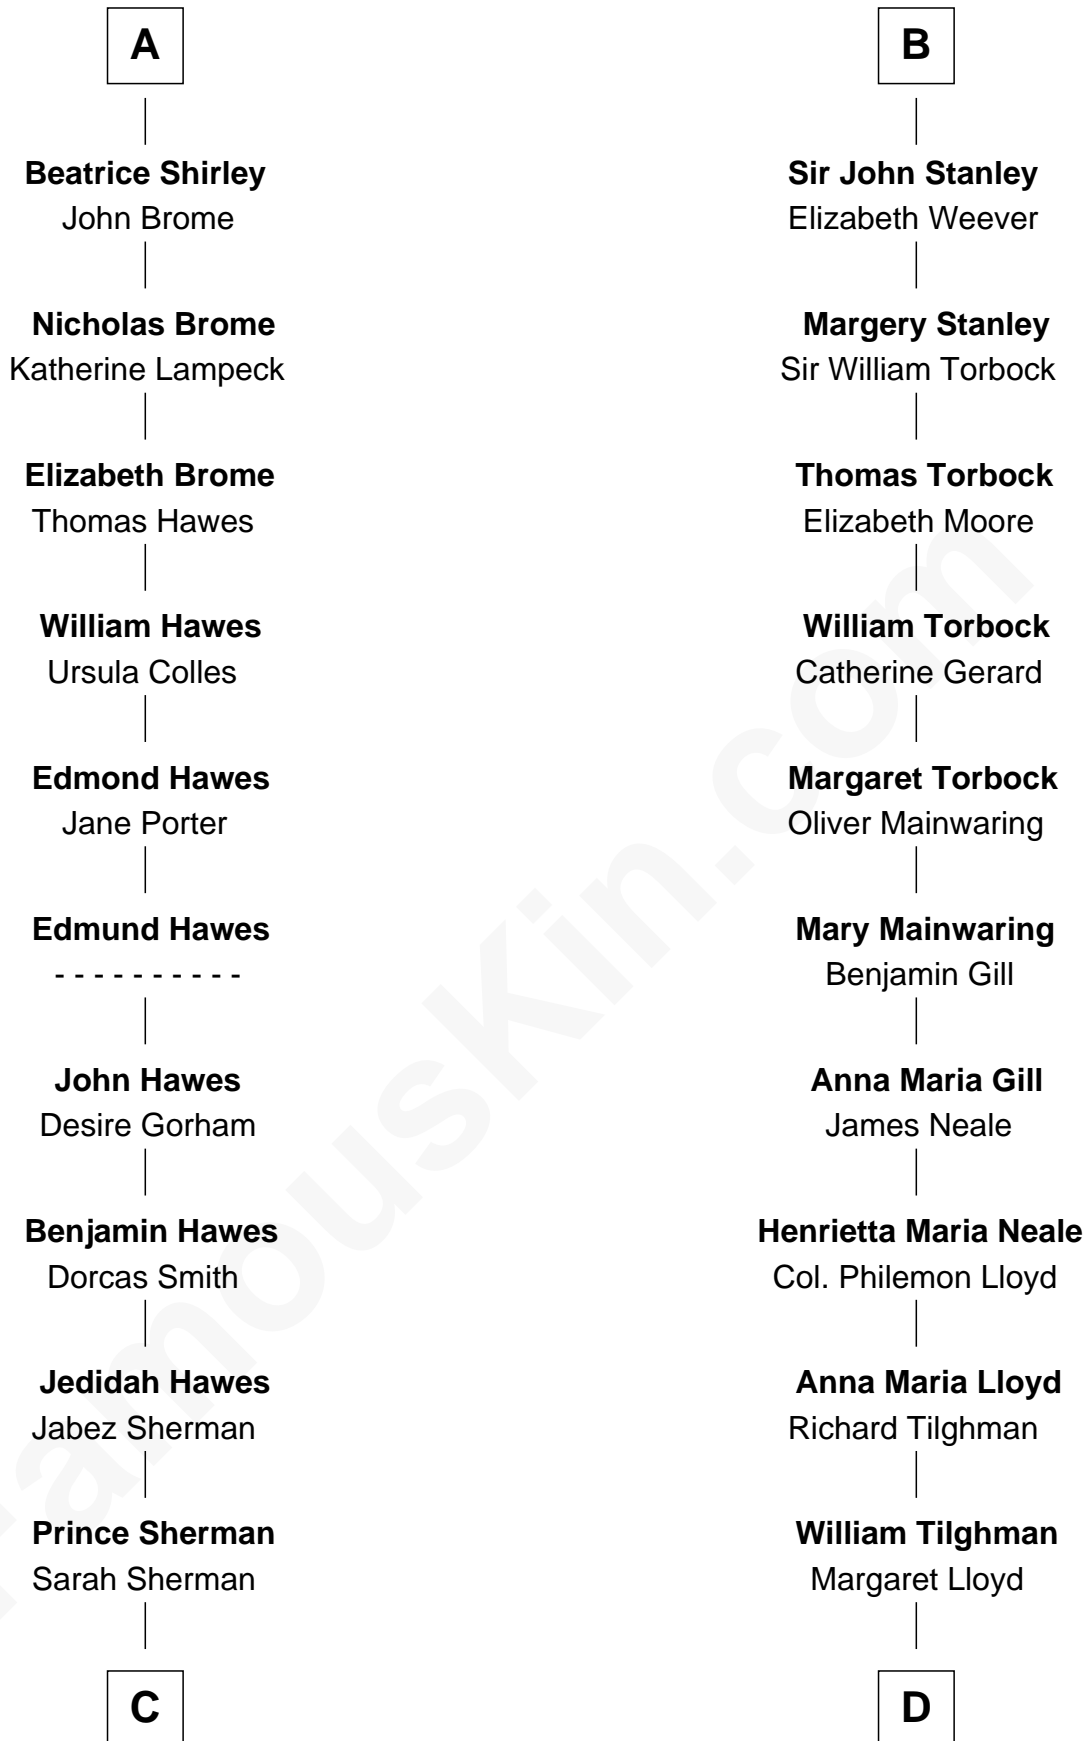 A
Beatrice Shirley
John Brome
Nicholas Brome
Katherine Lampeck
Elizabeth Brome
Thomas Hawes
William Hawes
Ursula Colles
Edmond Hawes
Jane Porter
Edmund Hawes
- - - - - - - - - -
John Hawes
Desire Gorham
Benjamin Hawes
Dorcas Smith
Jedidah Hawes
Jabez Sherman
Prince Sherman
Sarah Sherman
C
B
Sir John Stanley
Elizabeth Weever
Margery Stanley
Sir William Torbock
Thomas Torbock
Elizabeth Moore
William Torbock
Catherine Gerard
Margaret Torbock
Oliver Mainwaring
Mary Mainwaring
Benjamin Gill
Anna Maria Gill
James Neale
Henrietta Maria Neale
Col. Philemon Lloyd
Anna Maria Lloyd
Richard Tilghman
William Tilghman
Margaret Lloyd
D
FamousKin.com